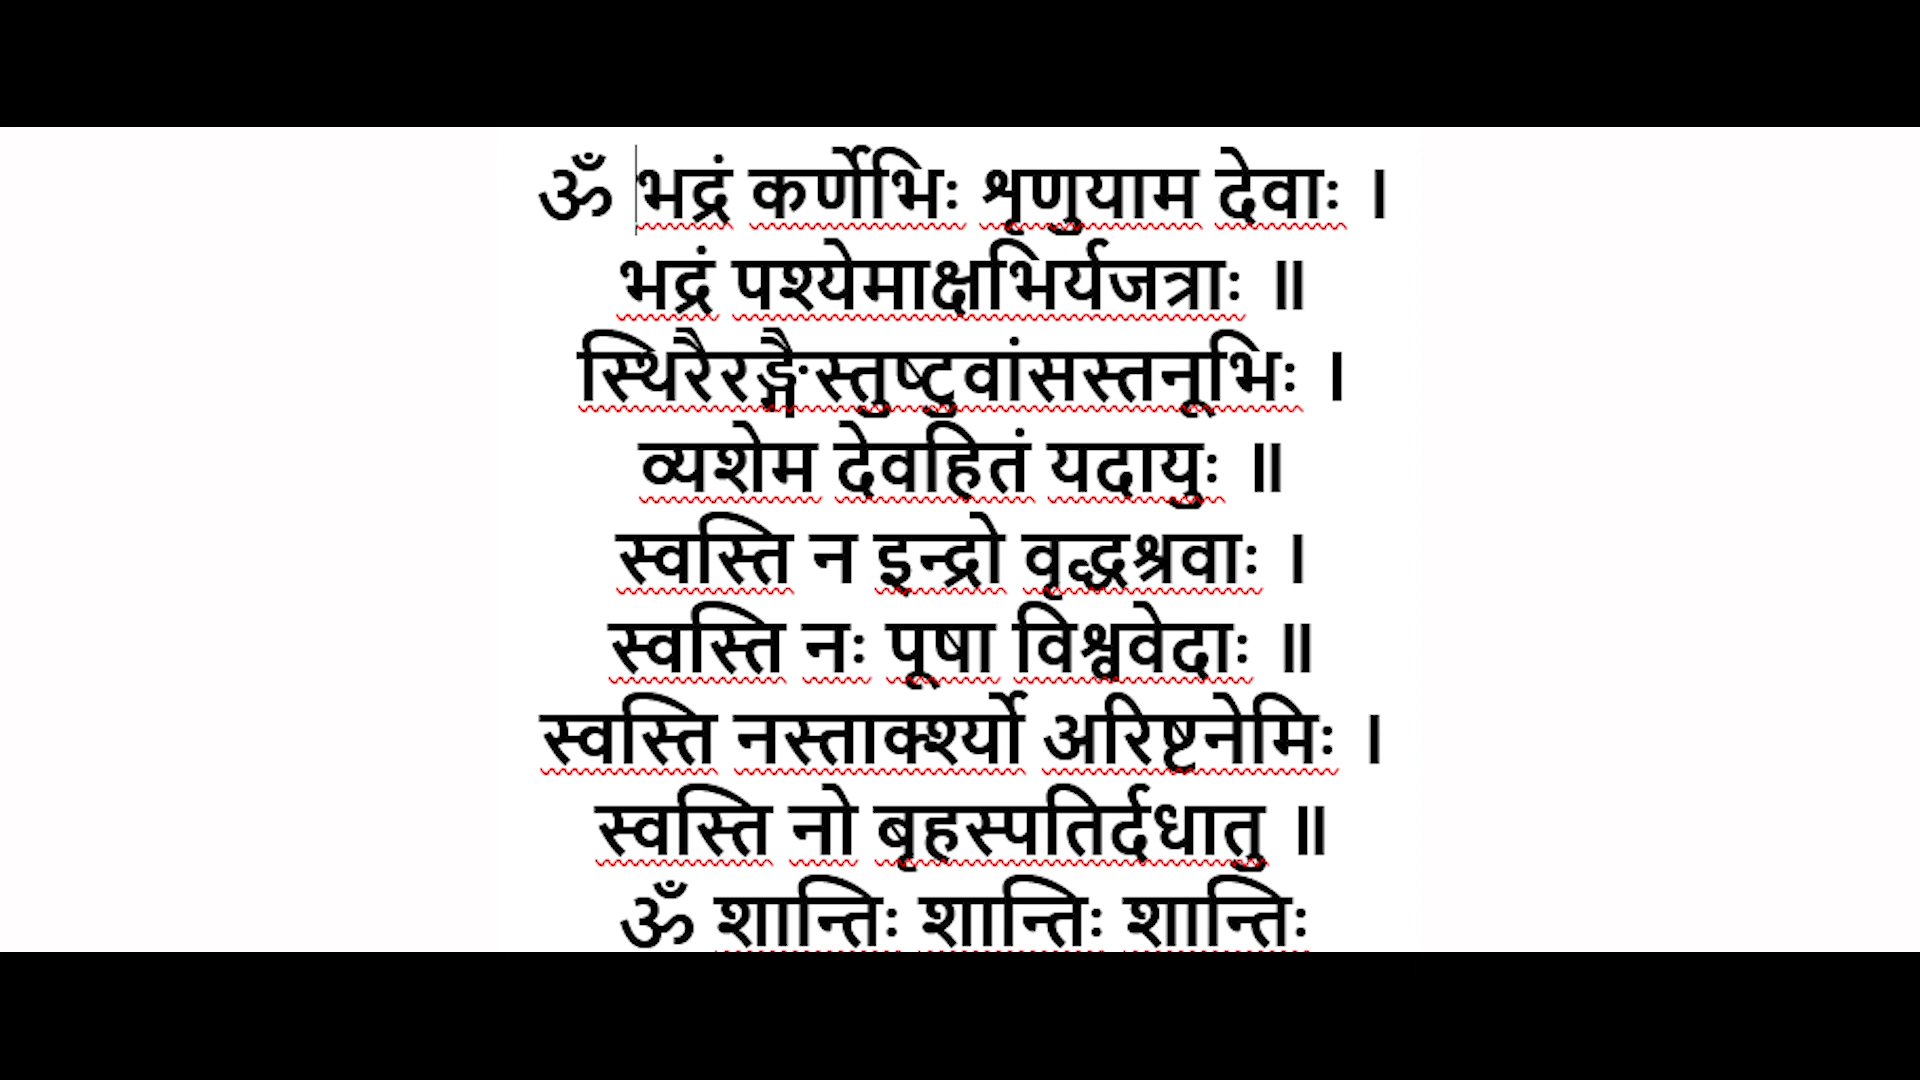 ॐ भद्रं कर्णेभिः श्रृणुयाम देवाः ।
भद्रं पश्येमाक्षभिर्यजत्राः ॥
स्थिरैरङ्गैस्तुष्टुवांसस्तनूभिः ।
व्यशेम देवहितं यदायुः ॥
स्वस्ति न इन्द्रो वृद्धश्रवाः ।
स्वस्ति नः पूषा विश्ववेदाः ॥
स्वस्ति नस्तार्क्श्यो अरिष्टनेमिः ।
स्वस्ति नो बृहस्पतिर्दधातु ॥
ॐ शान्तिः शान्तिः शान्तिः